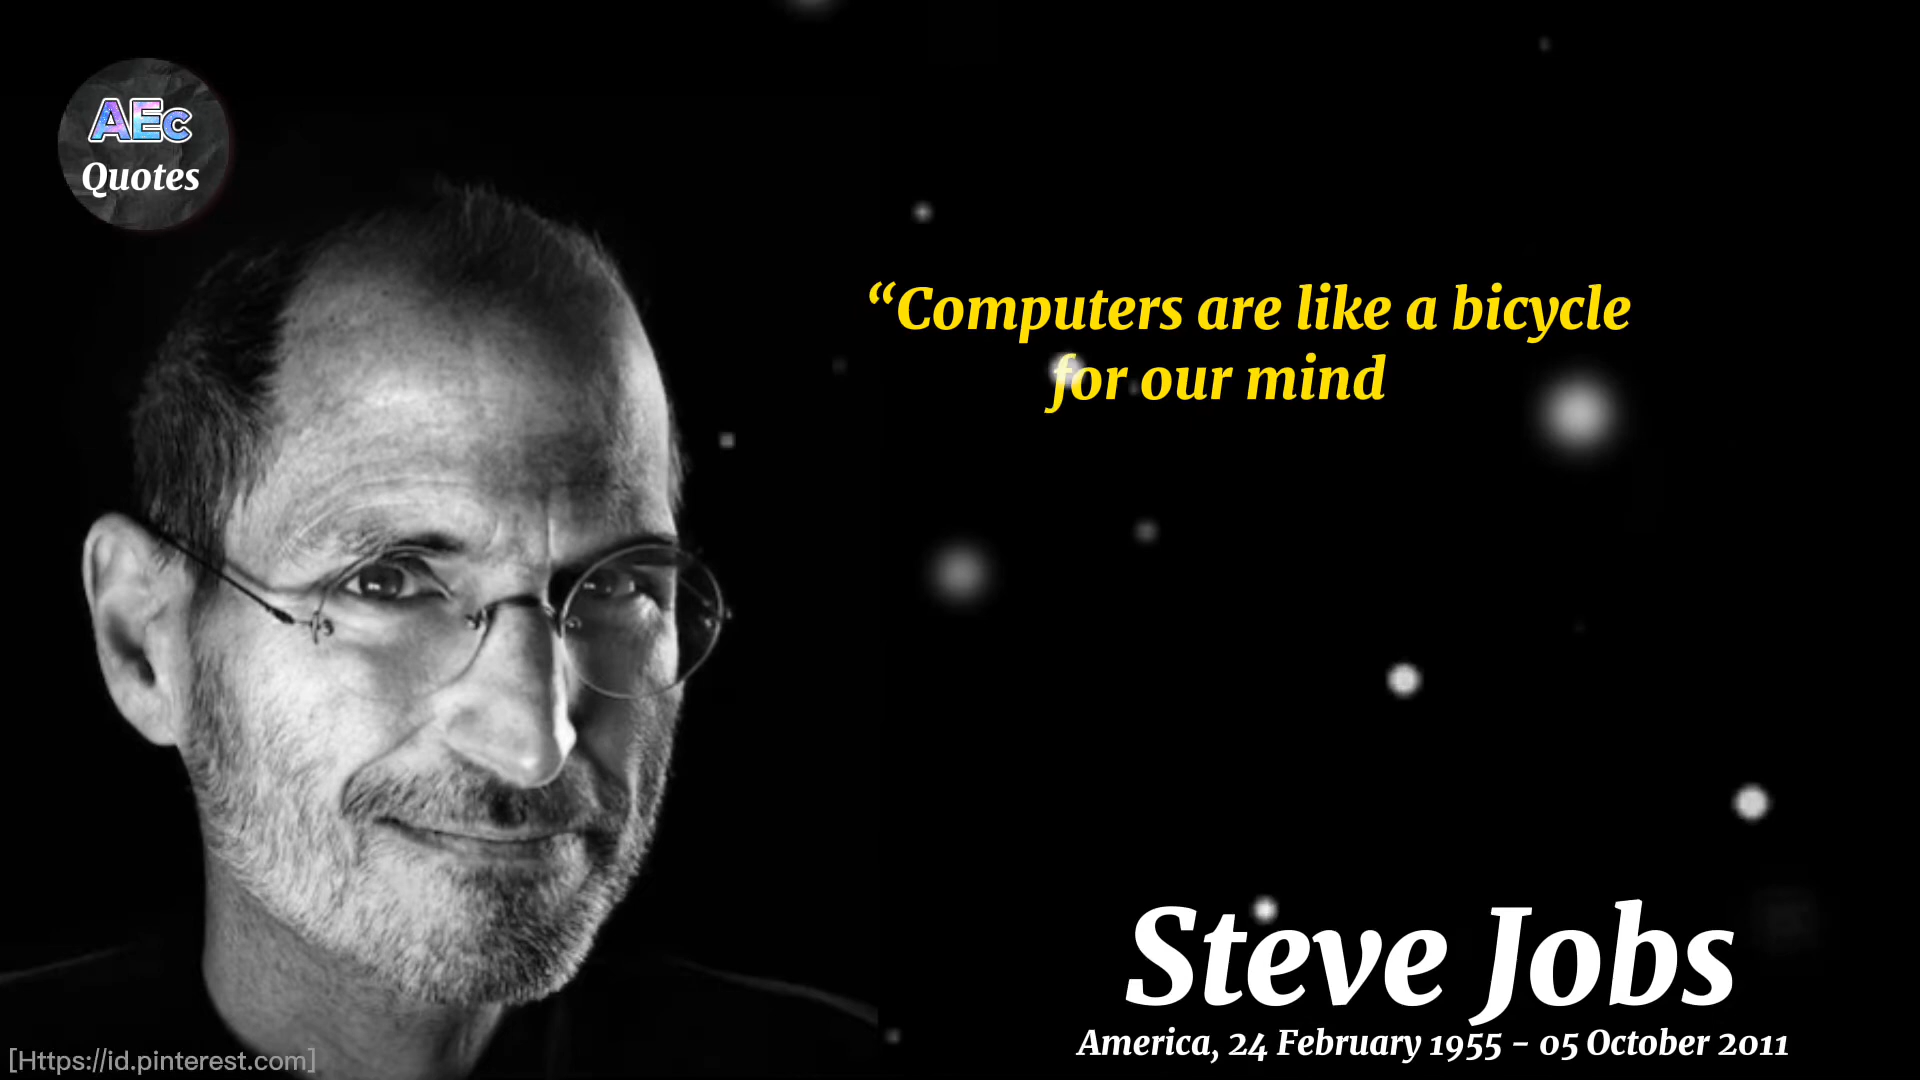 AEc
Quotes
“Computers are like a bicycle
for our mind
Steve Jobs
America, 24 February 1955 - 05 October 2011
[Https://id.pinterest.com]